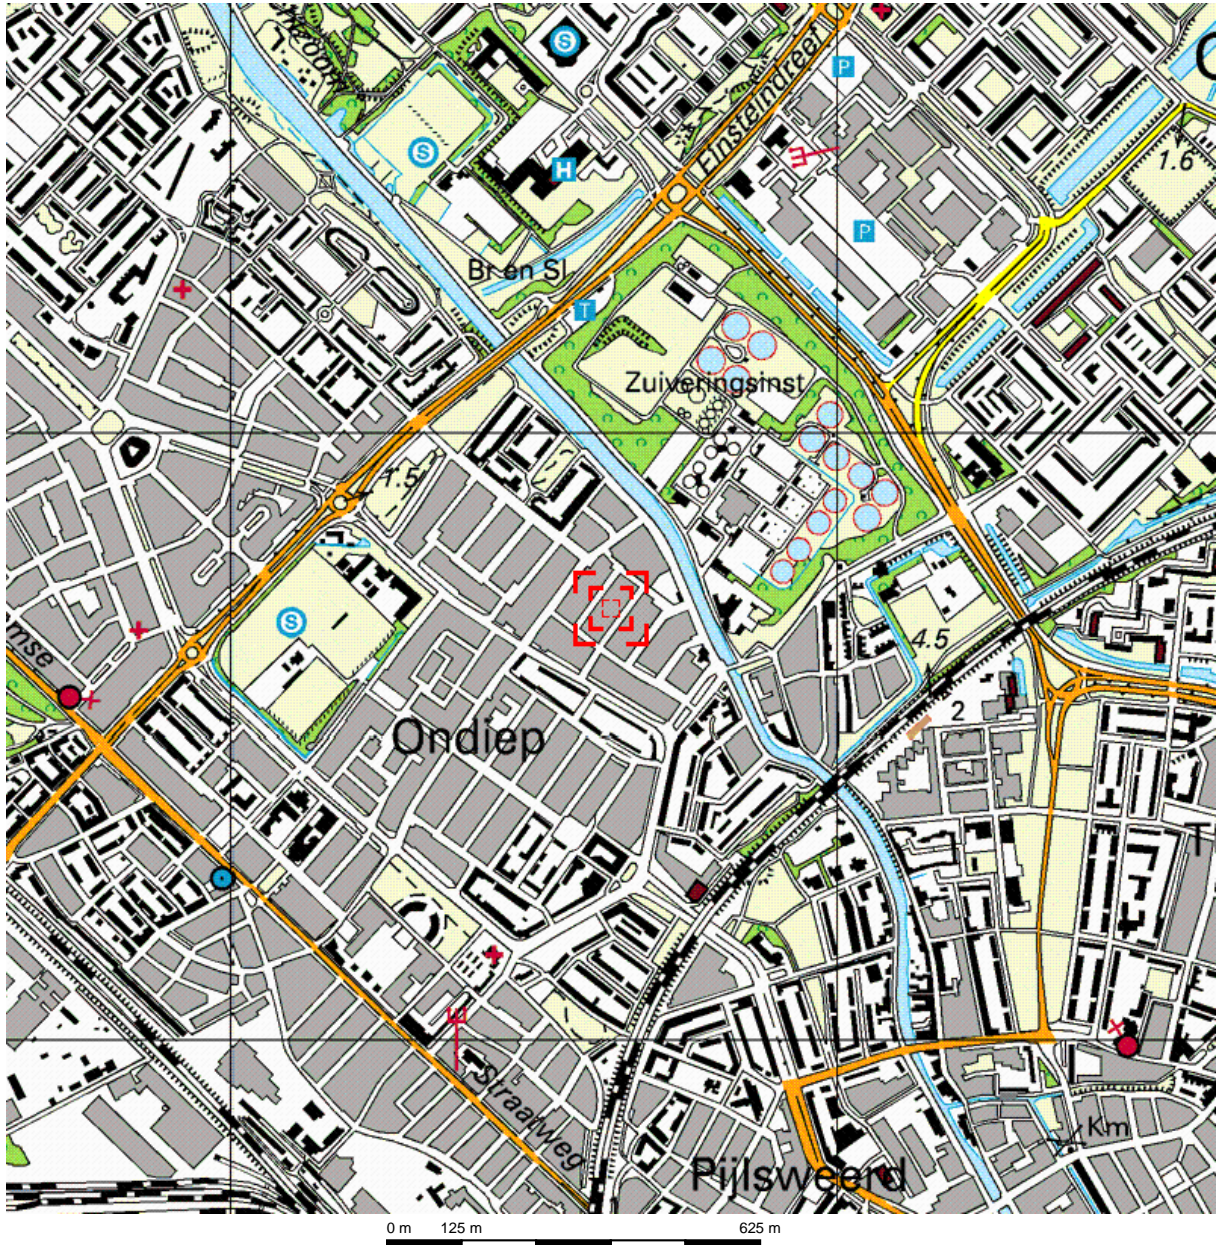 Einsteindreef
S
P
S
H
1.6
P
Br en Sl
T
Zuiveringsinst
1.5
S
4.5
mse
2
Ondiep
T
Straatweg
Km
Pijlsweerd
0 m 125 m 625 m